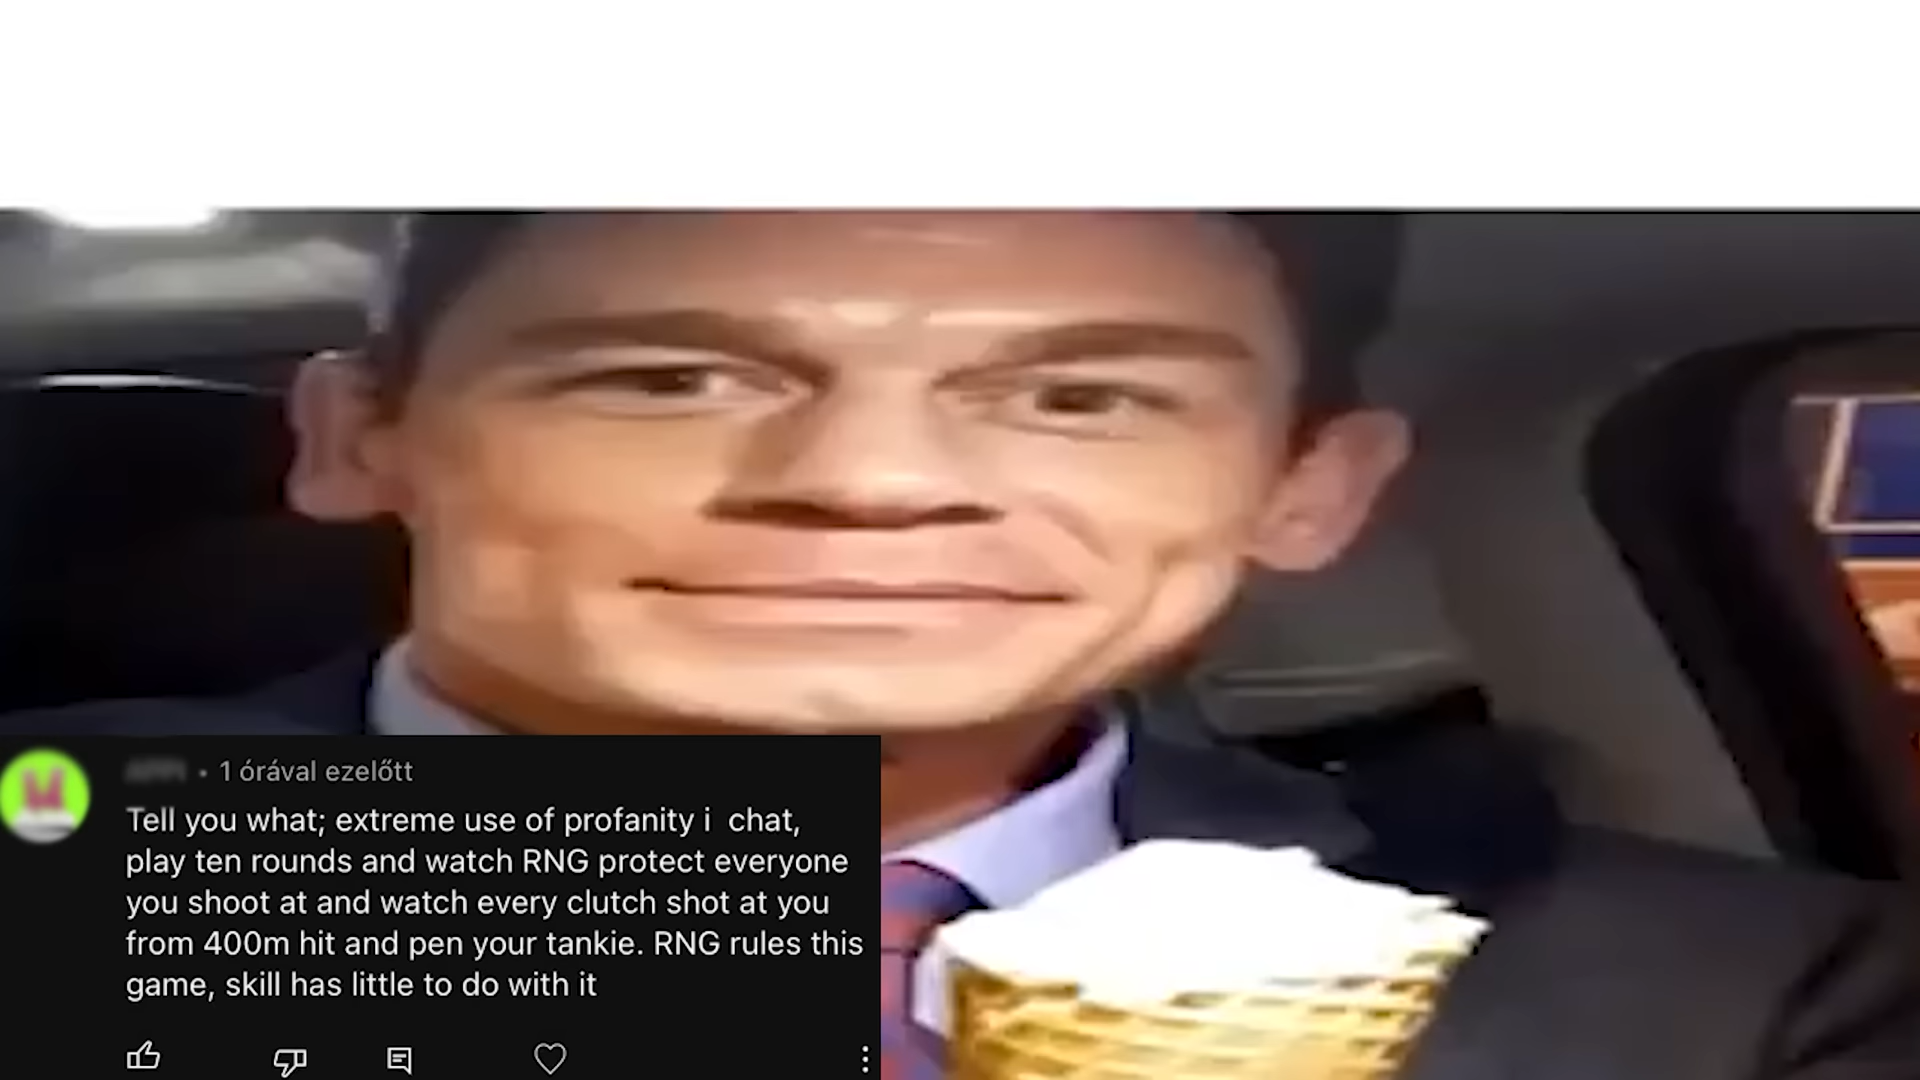 • 1 órával ezelőtt
Tell you what; extreme use of profanity i  chat,
play ten rounds and watch RNG protect everyone
you shoot at and watch every clutch shot at you
from 400m hit and pen your tankie. RNG rules this
game, skill has little to do with it